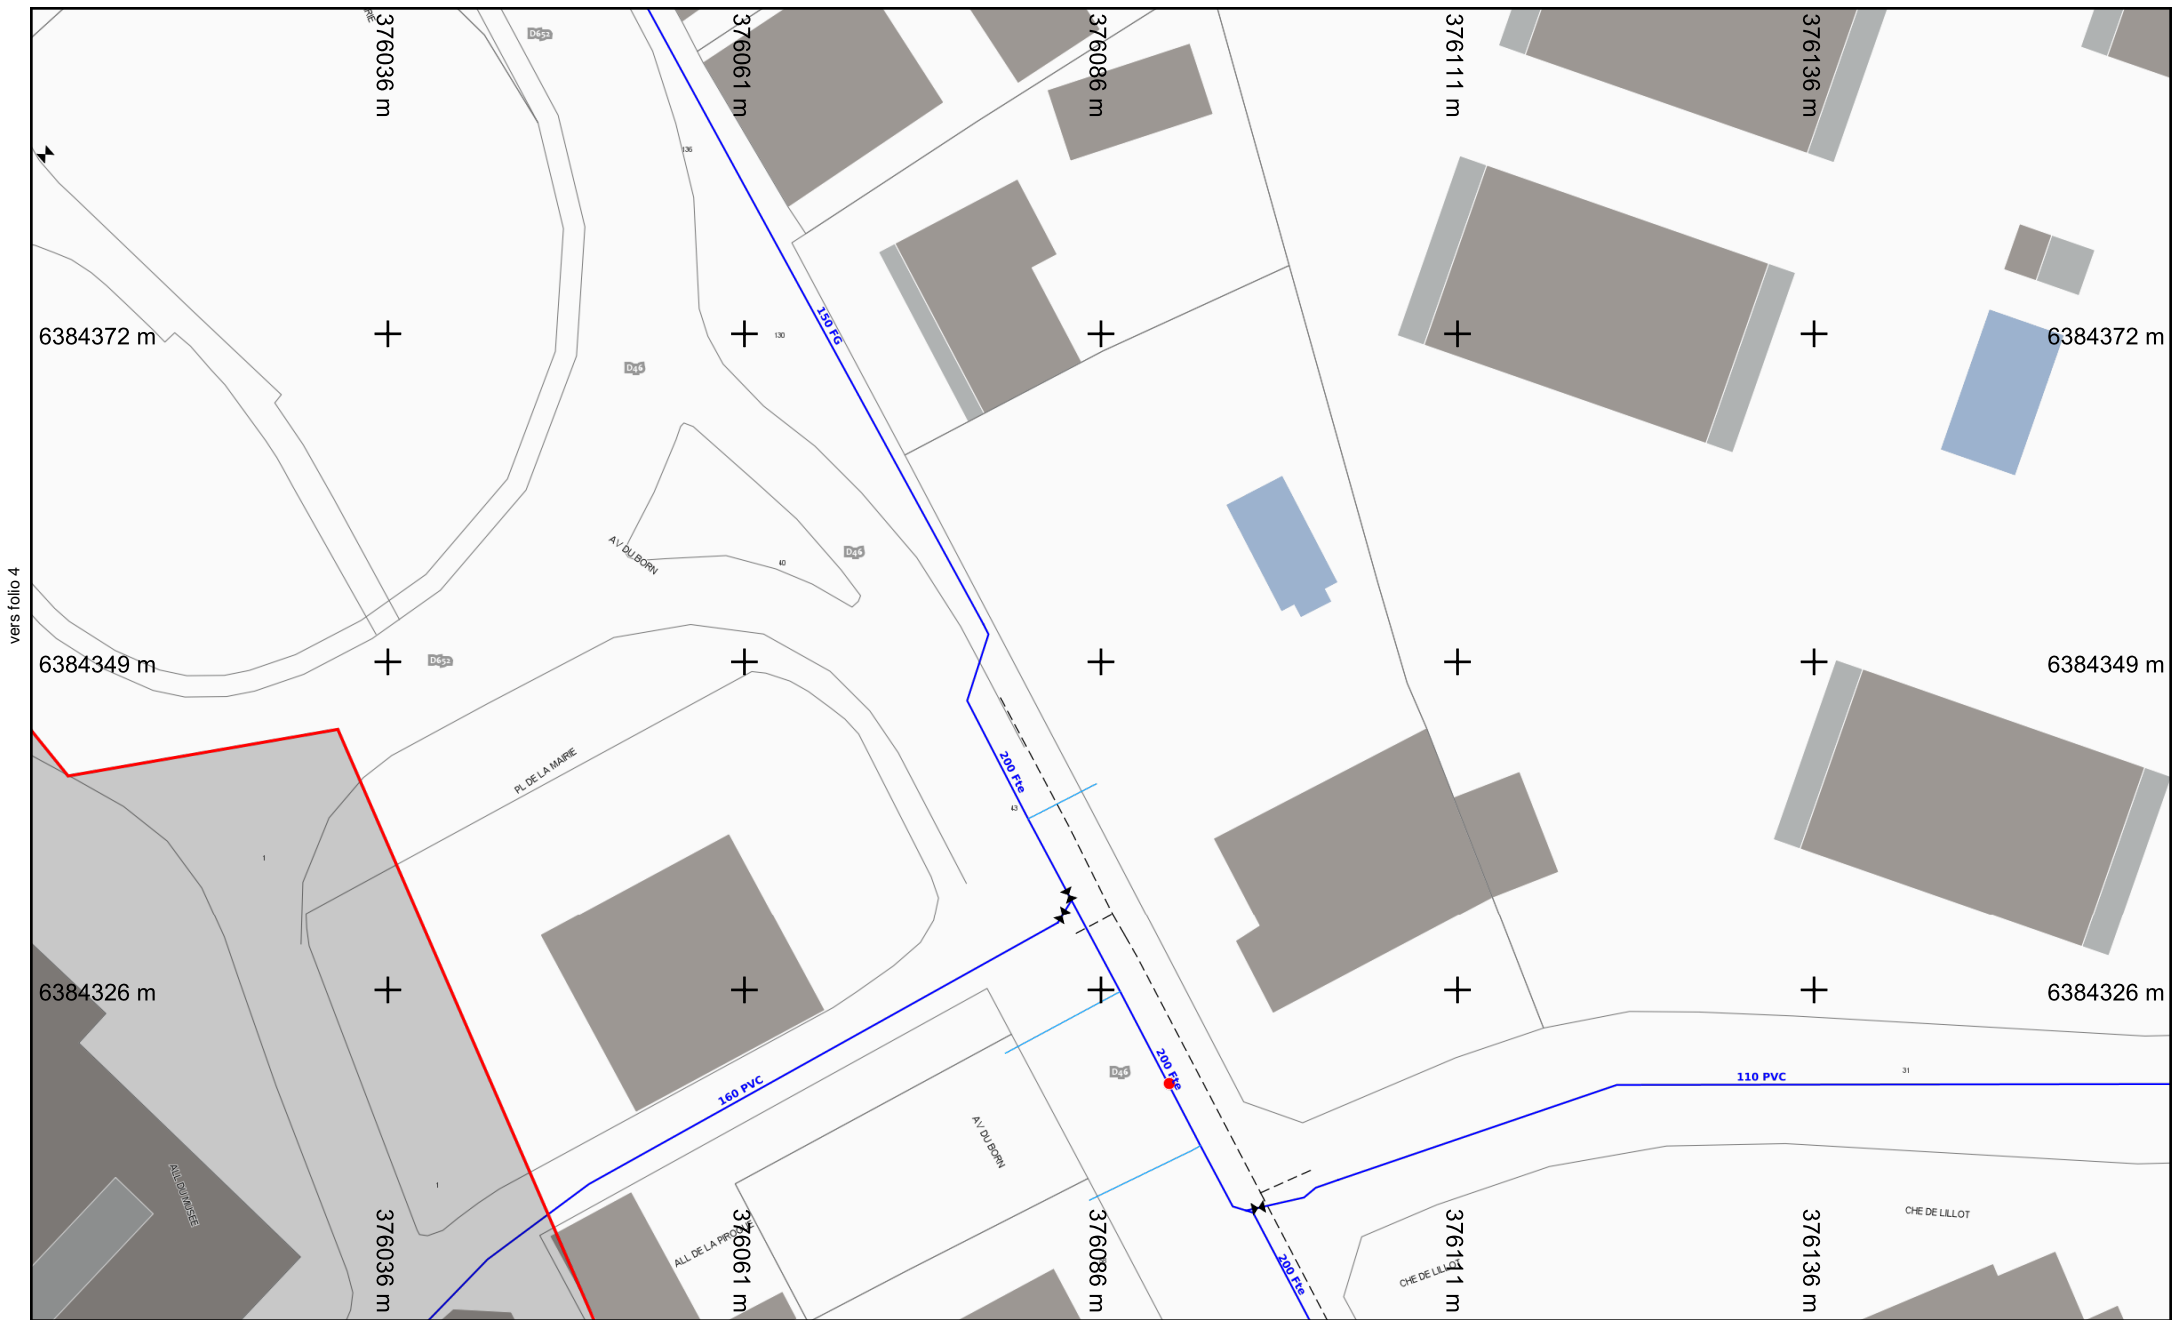 376036 m
376061 m
376086 m
376111 m
376136 m
D652
136
150 FG
130
6384372 m
6384372 m
D46
D46
AV DU BORN
40
vers folio 4
6384349 m
D652
6384349 m
PL DE LA MAIRIE
200 Fte
43
1
6384326 m
6384326 m
D46
200 Fte
160 PVC
110 PVC
31
AV DU BORN
1
ALL DU MUSEE
ALL DE LA PIROGUE
CHE DE LILLOT
CHE DE LILLOT
200 Fte
376036 m
376061 m
376086 m
376111 m
376136 m